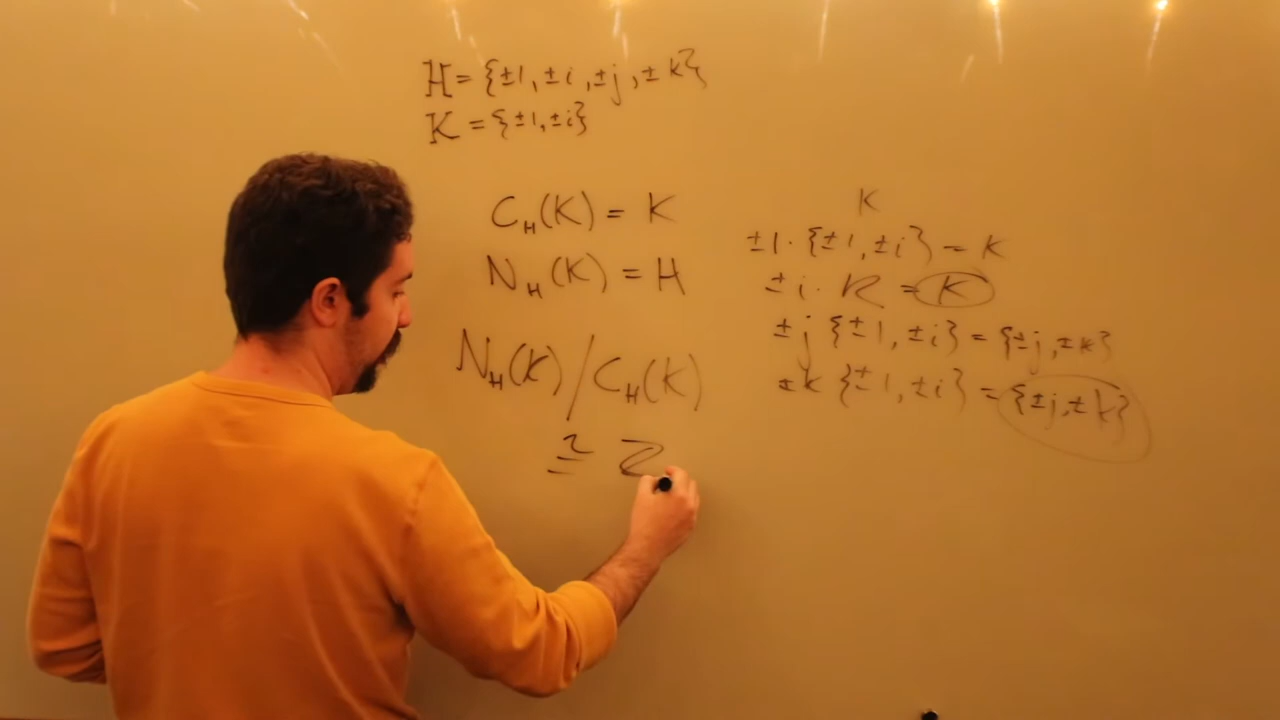 H = {±1, ±i, ±j, ±k}
K = {±1, ±i}
C_H(K) = K
N_H(K) = H
N_H(K) / C_H(K)
≅ Z
K
±1 · {±1, ±i} = K
±i · K = K
±j {±1, ±i} = {±j, ±k}
±k {±1, ±i} = {±j, ±k}